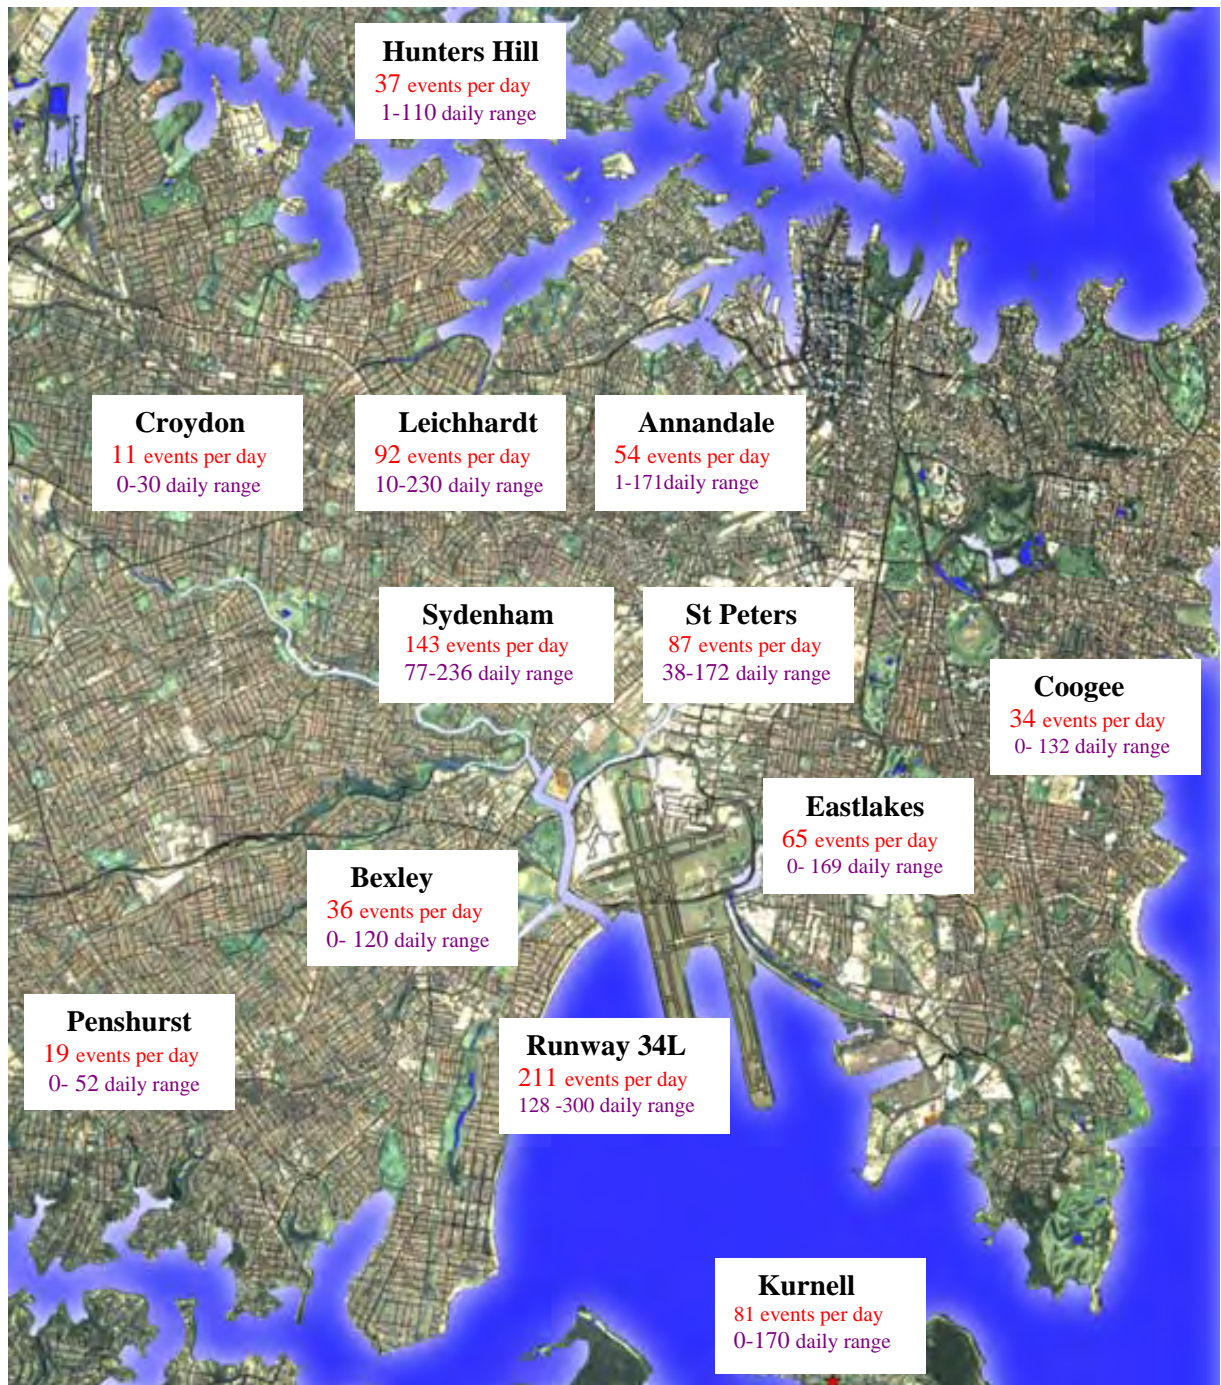 Hunters Hill
37 events per day
1-110 daily range
Croydon
11 events per day
0-30 daily range
Leichhardt
92 events per day
10-230 daily range
Annandale
54 events per day
1-171daily range
Sydenham
143 events per day
77-236 daily range
St Peters
87 events per day
38-172 daily range
Coogee
34 events per day
0- 132 daily range
Eastlakes
65 events per day
0- 169 daily range
Bexley
36 events per day
0- 120 daily range
Penshurst
19 events per day
0- 52 daily range
Runway 34L
211 events per day
128 -300 daily range
Kurnell
81 events per day
0-170 daily range